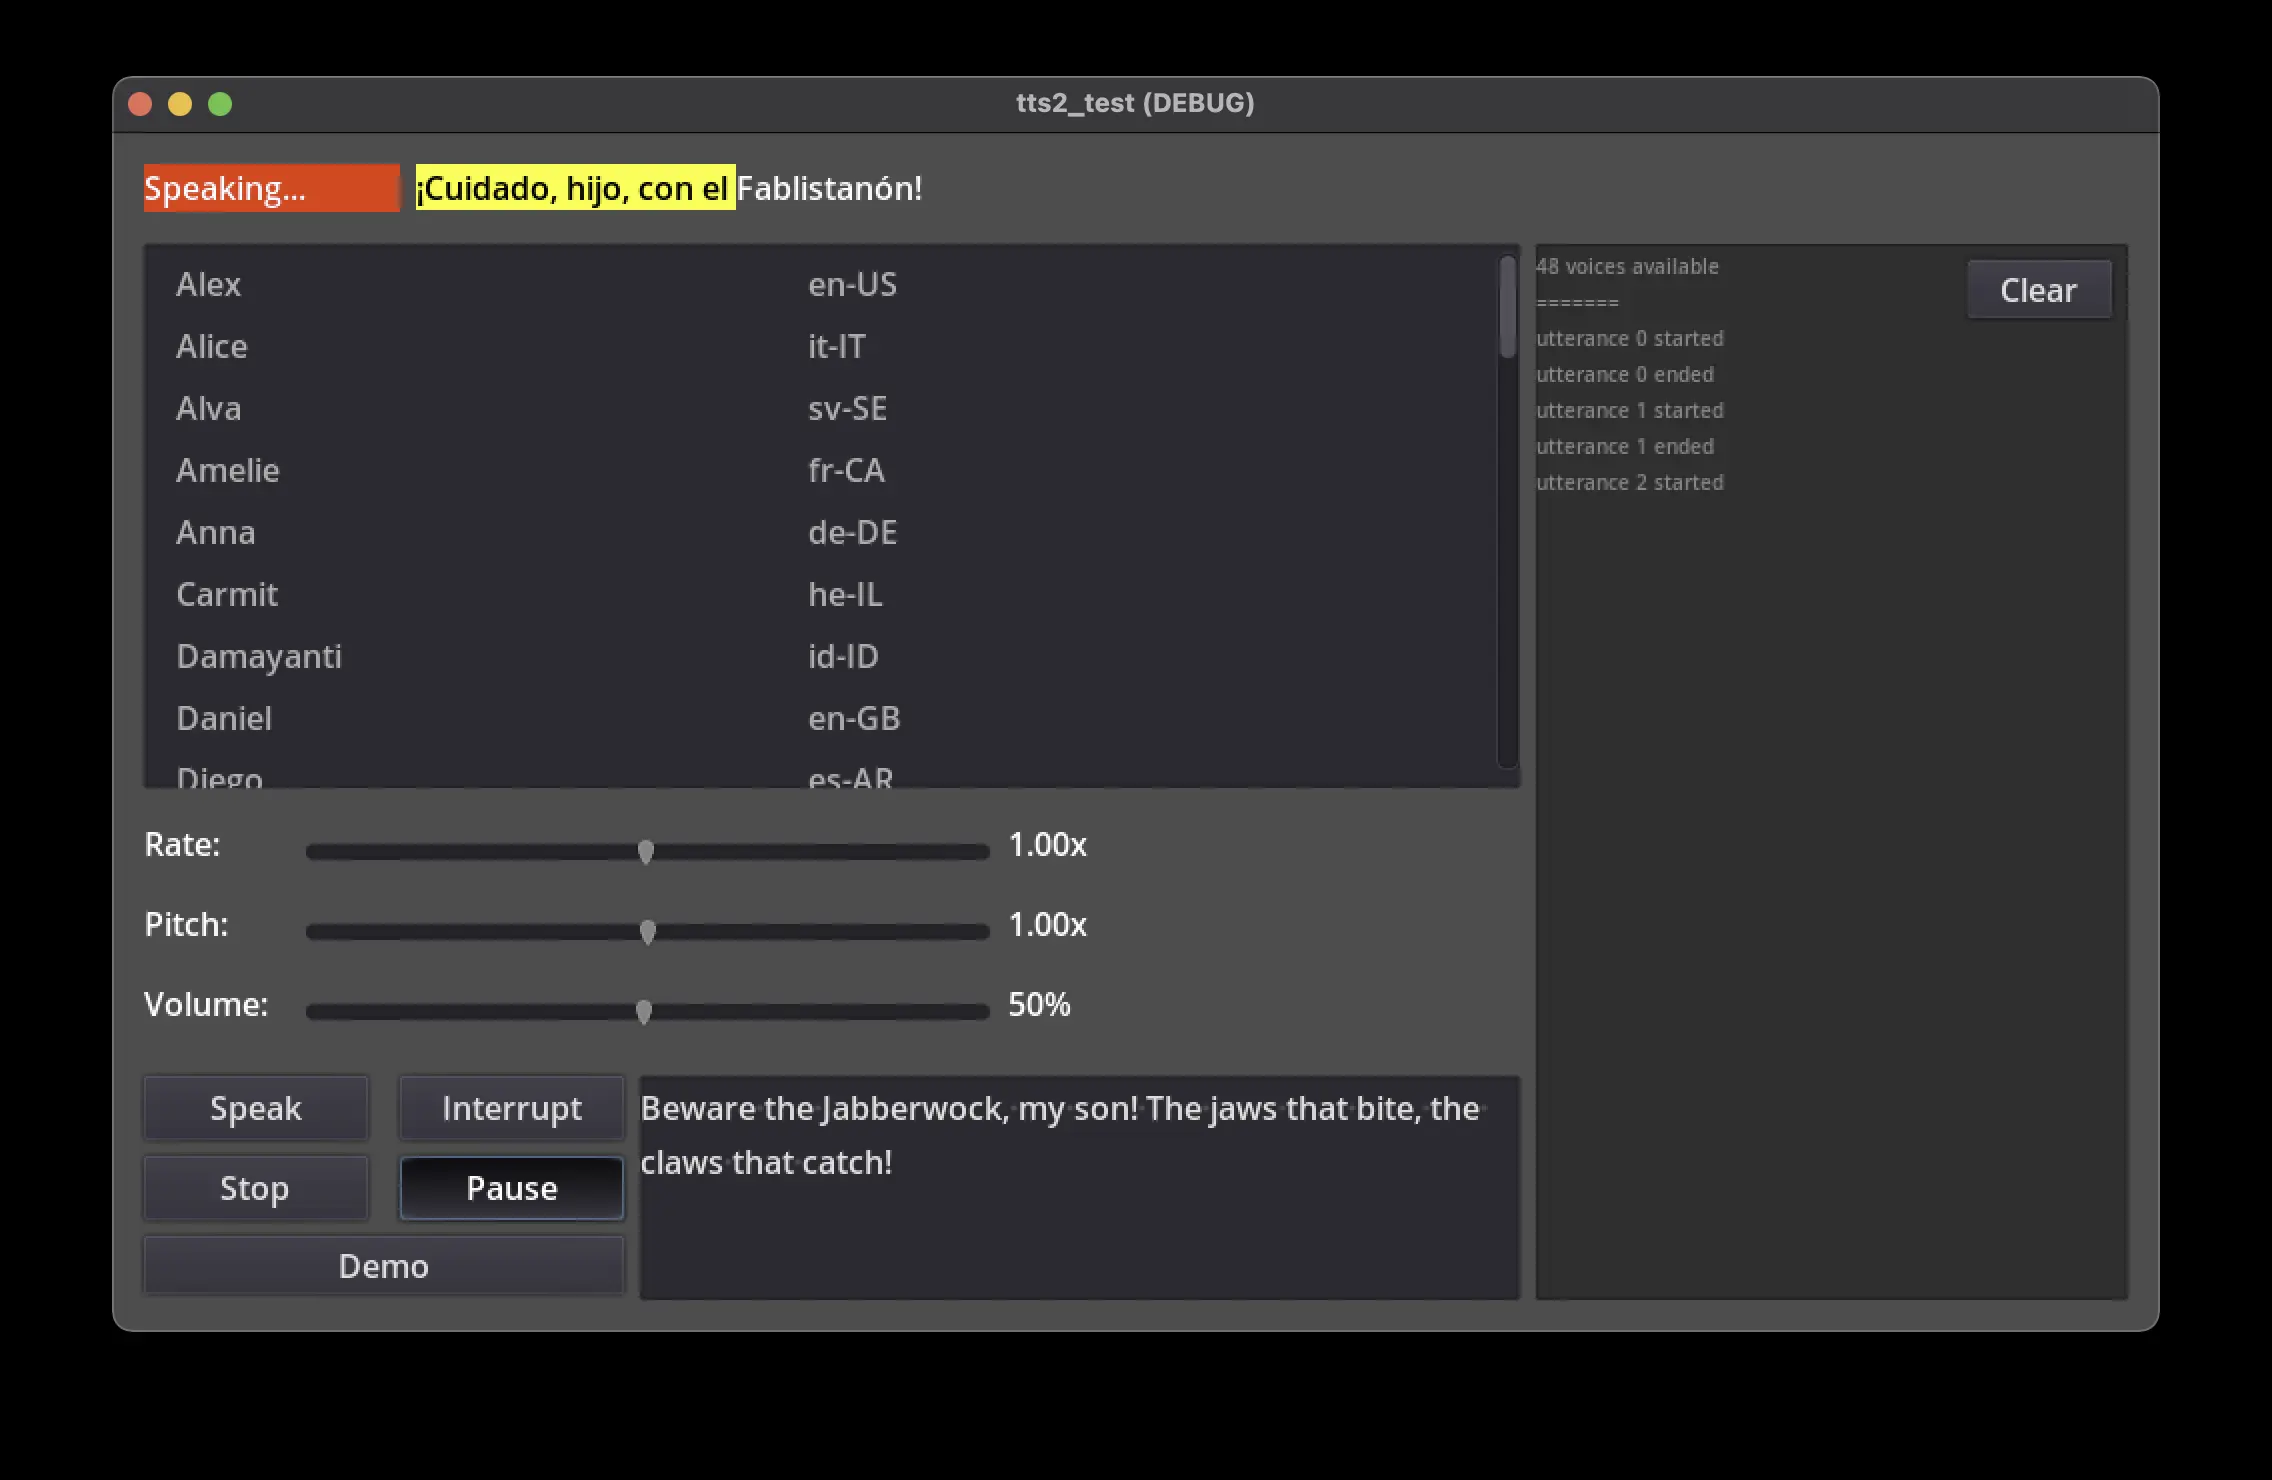 tts2_test (DEBUG)
Speaking... ¡Cuidado, hijo, con el Fablistanón!
Alex en-US
Alice it-IT
Alva sv-SE
Amelie fr-CA
Anna de-DE
Carmit he-IL
Damayanti id-ID
Daniel en-GB
Diego es-AR
48 voices available
Clear
=======
utterance 0 started
utterance 0 ended
utterance 1 started
utterance 1 ended
utterance 2 started
Rate: 1.00x
Pitch: 1.00x
Volume: 50%
Speak Interrupt
Stop Pause
Demo
Beware the Jabberwock, my son! The jaws that bite, the
claws that catch!